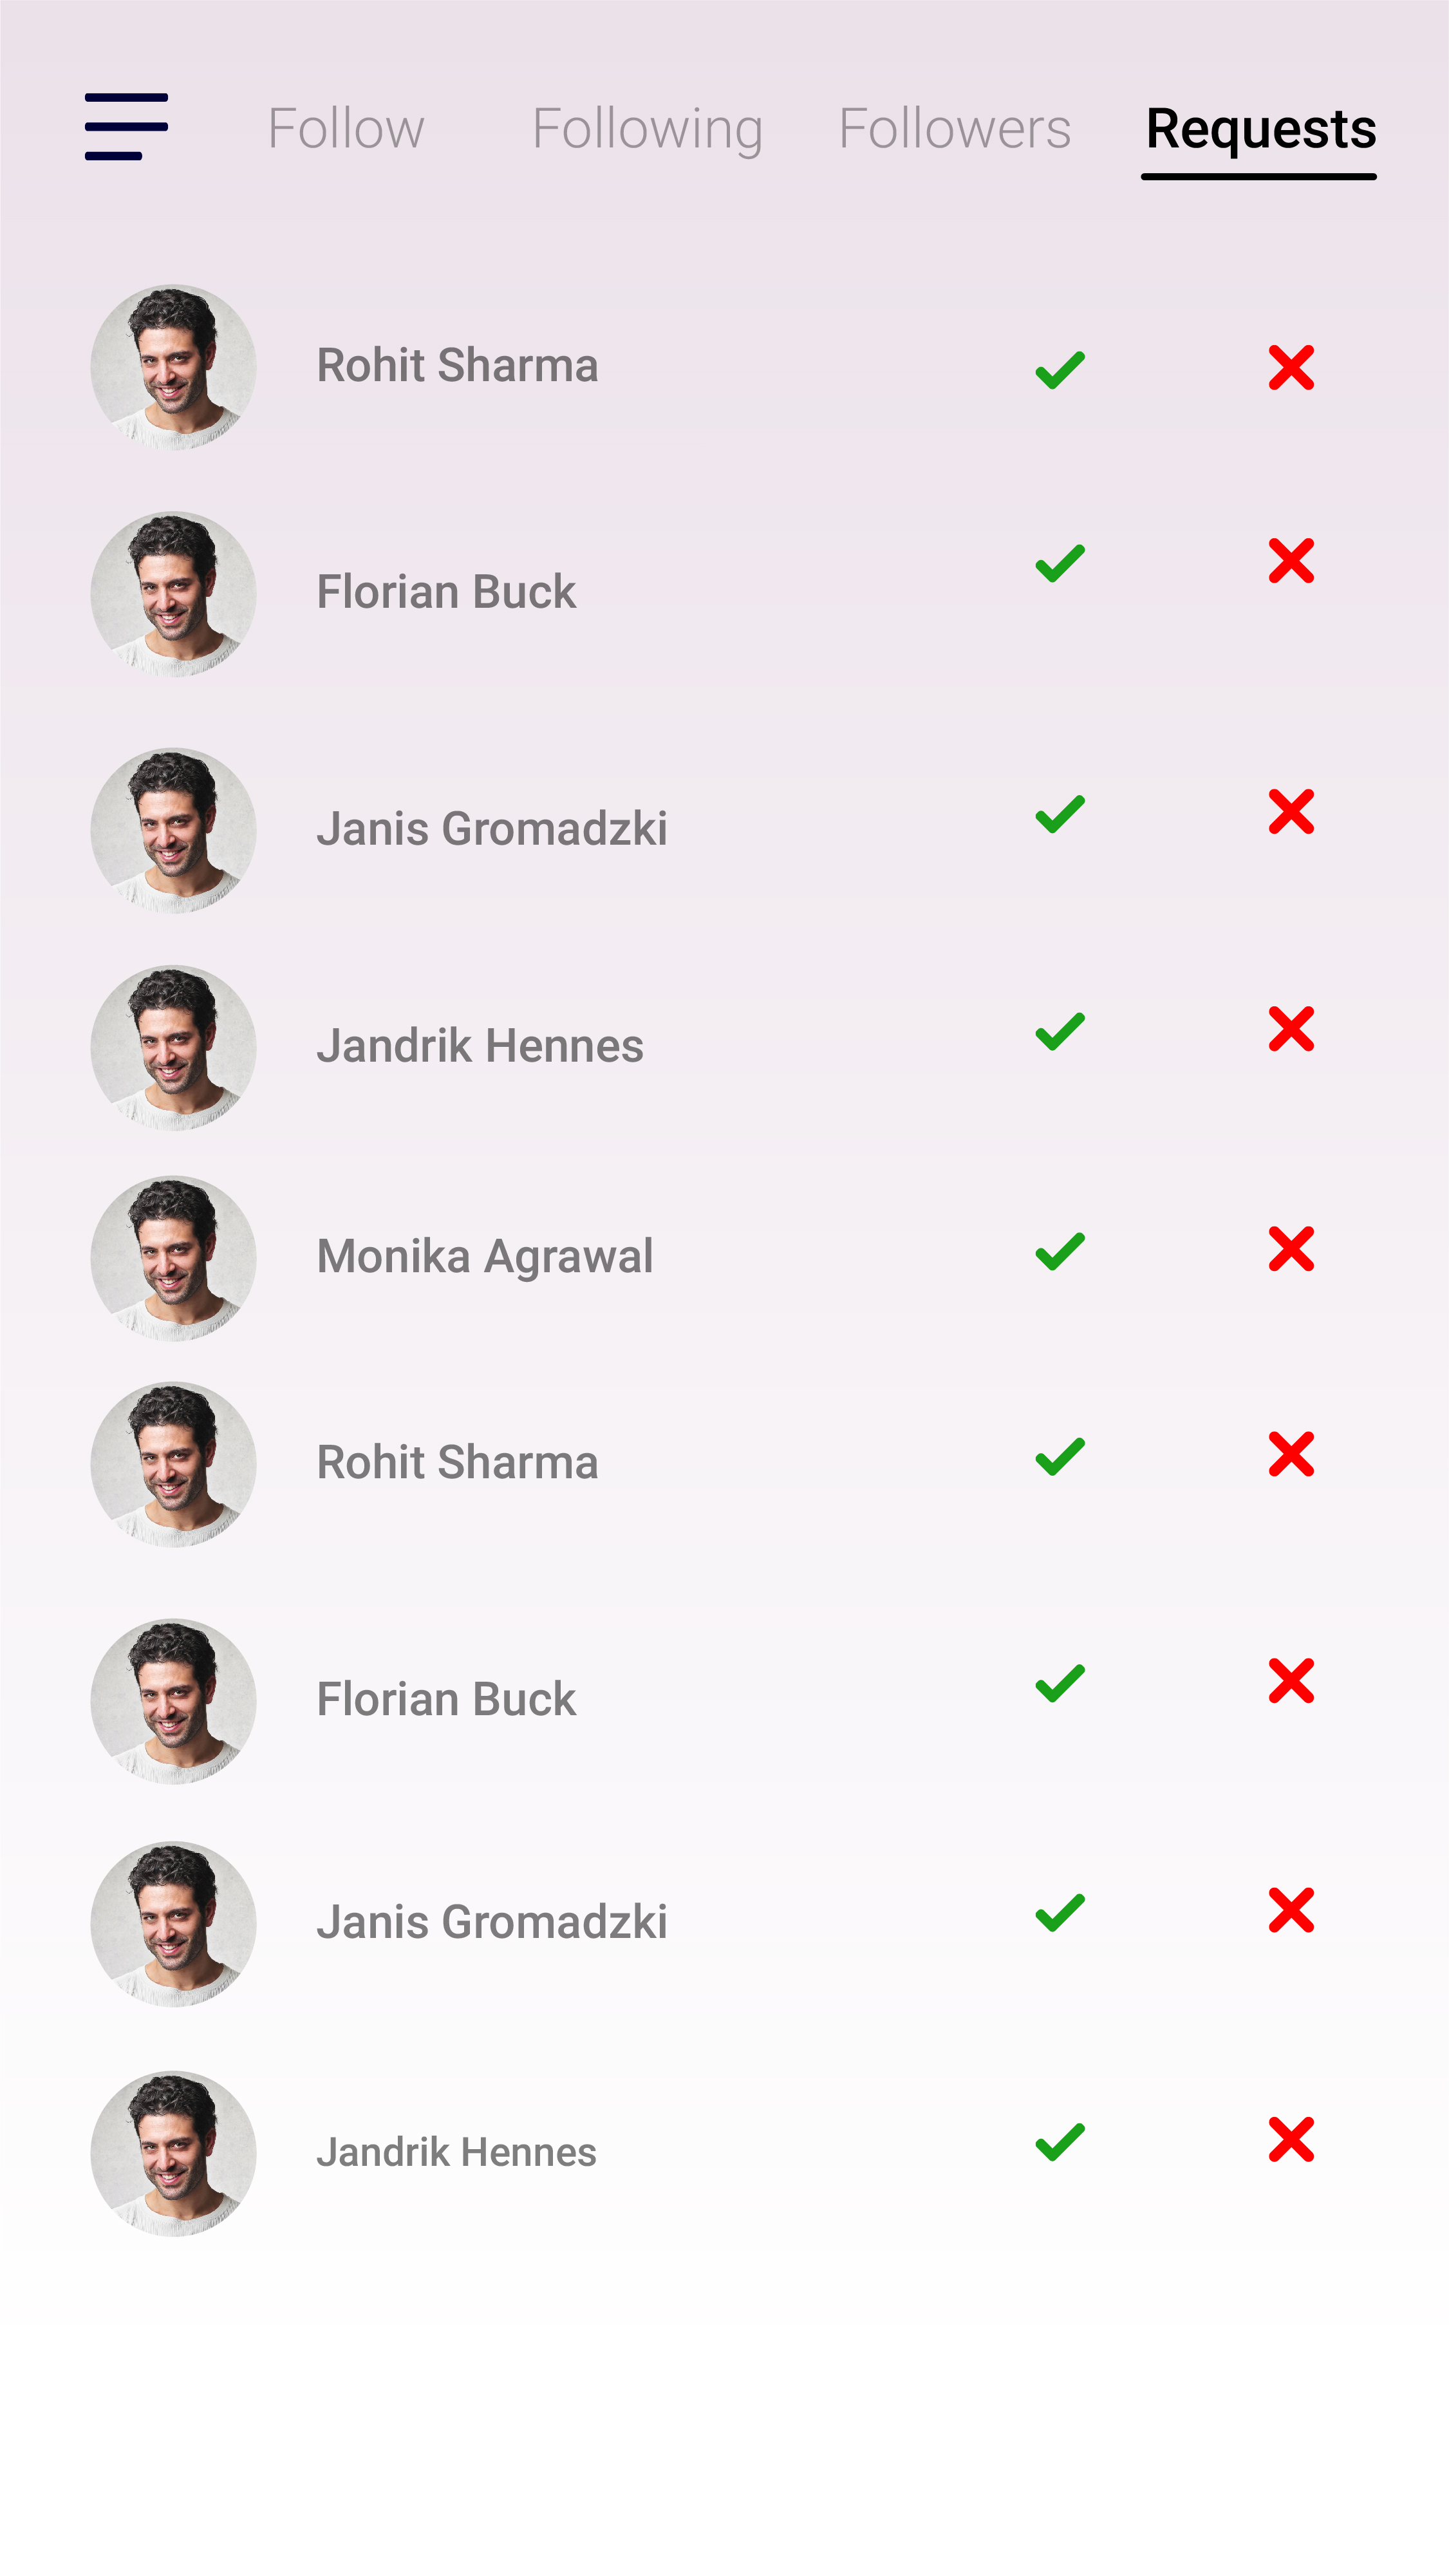 Follow Following Followers Requests
Rohit Sharma
Florian Buck
Janis Gromadzki
Jandrik Hennes
Monika Agrawal
Rohit Sharma
Florian Buck
Janis Gromadzki
Jandrik Hennes